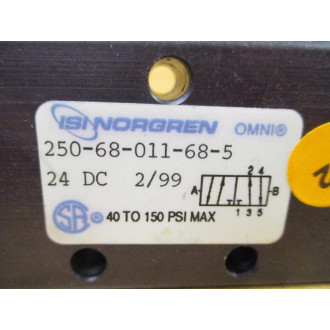 ISI NORGREN OMNI®
250-68-011-68-5
24 DC 2/99
2 4
A B
1 3 5
SA ® 40 TO 150 PSI MAX